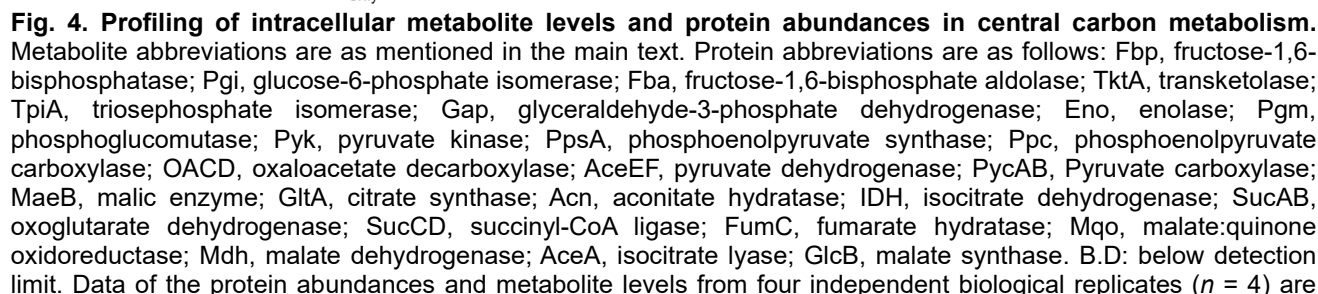 Fig. 4. Profiling of intracellular metabolite levels and protein abundances in central carbon metabolism.
Metabolite abbreviations are as mentioned in the main text. Protein abbreviations are as follows: Fbp, fructose-1,6-
bisphosphatase; Pgi, glucose-6-phosphate isomerase; Fba, fructose-1,6-bisphosphate aldolase; TktA, transketolase;
TpiA, triosephosphate isomerase; Gap, glyceraldehyde-3-phosphate dehydrogenase; Eno, enolase; Pgm,
phosphoglucomutase; Pyk, pyruvate kinase; PpsA, phosphoenolpyruvate synthase; Ppc, phosphoenolpyruvate
carboxylase; OACD, oxaloacetate decarboxylase; AceEF, pyruvate dehydrogenase; PycAB, Pyruvate carboxylase;
MaeB, malic enzyme; GltA, citrate synthase; Acn, aconitate hydratase; IDH, isocitrate dehydrogenase; SucAB,
oxoglutarate dehydrogenase; SucCD, succinyl-CoA ligase; FumC, fumarate hydratase; Mqo, malate:quinone
oxidoreductase; Mdh, malate dehydrogenase; AceA, isocitrate lyase; GlcB, malate synthase. B.D: below detection
limit. Data of the protein abundances and metabolite levels from four independent biological replicates (n = 4) are